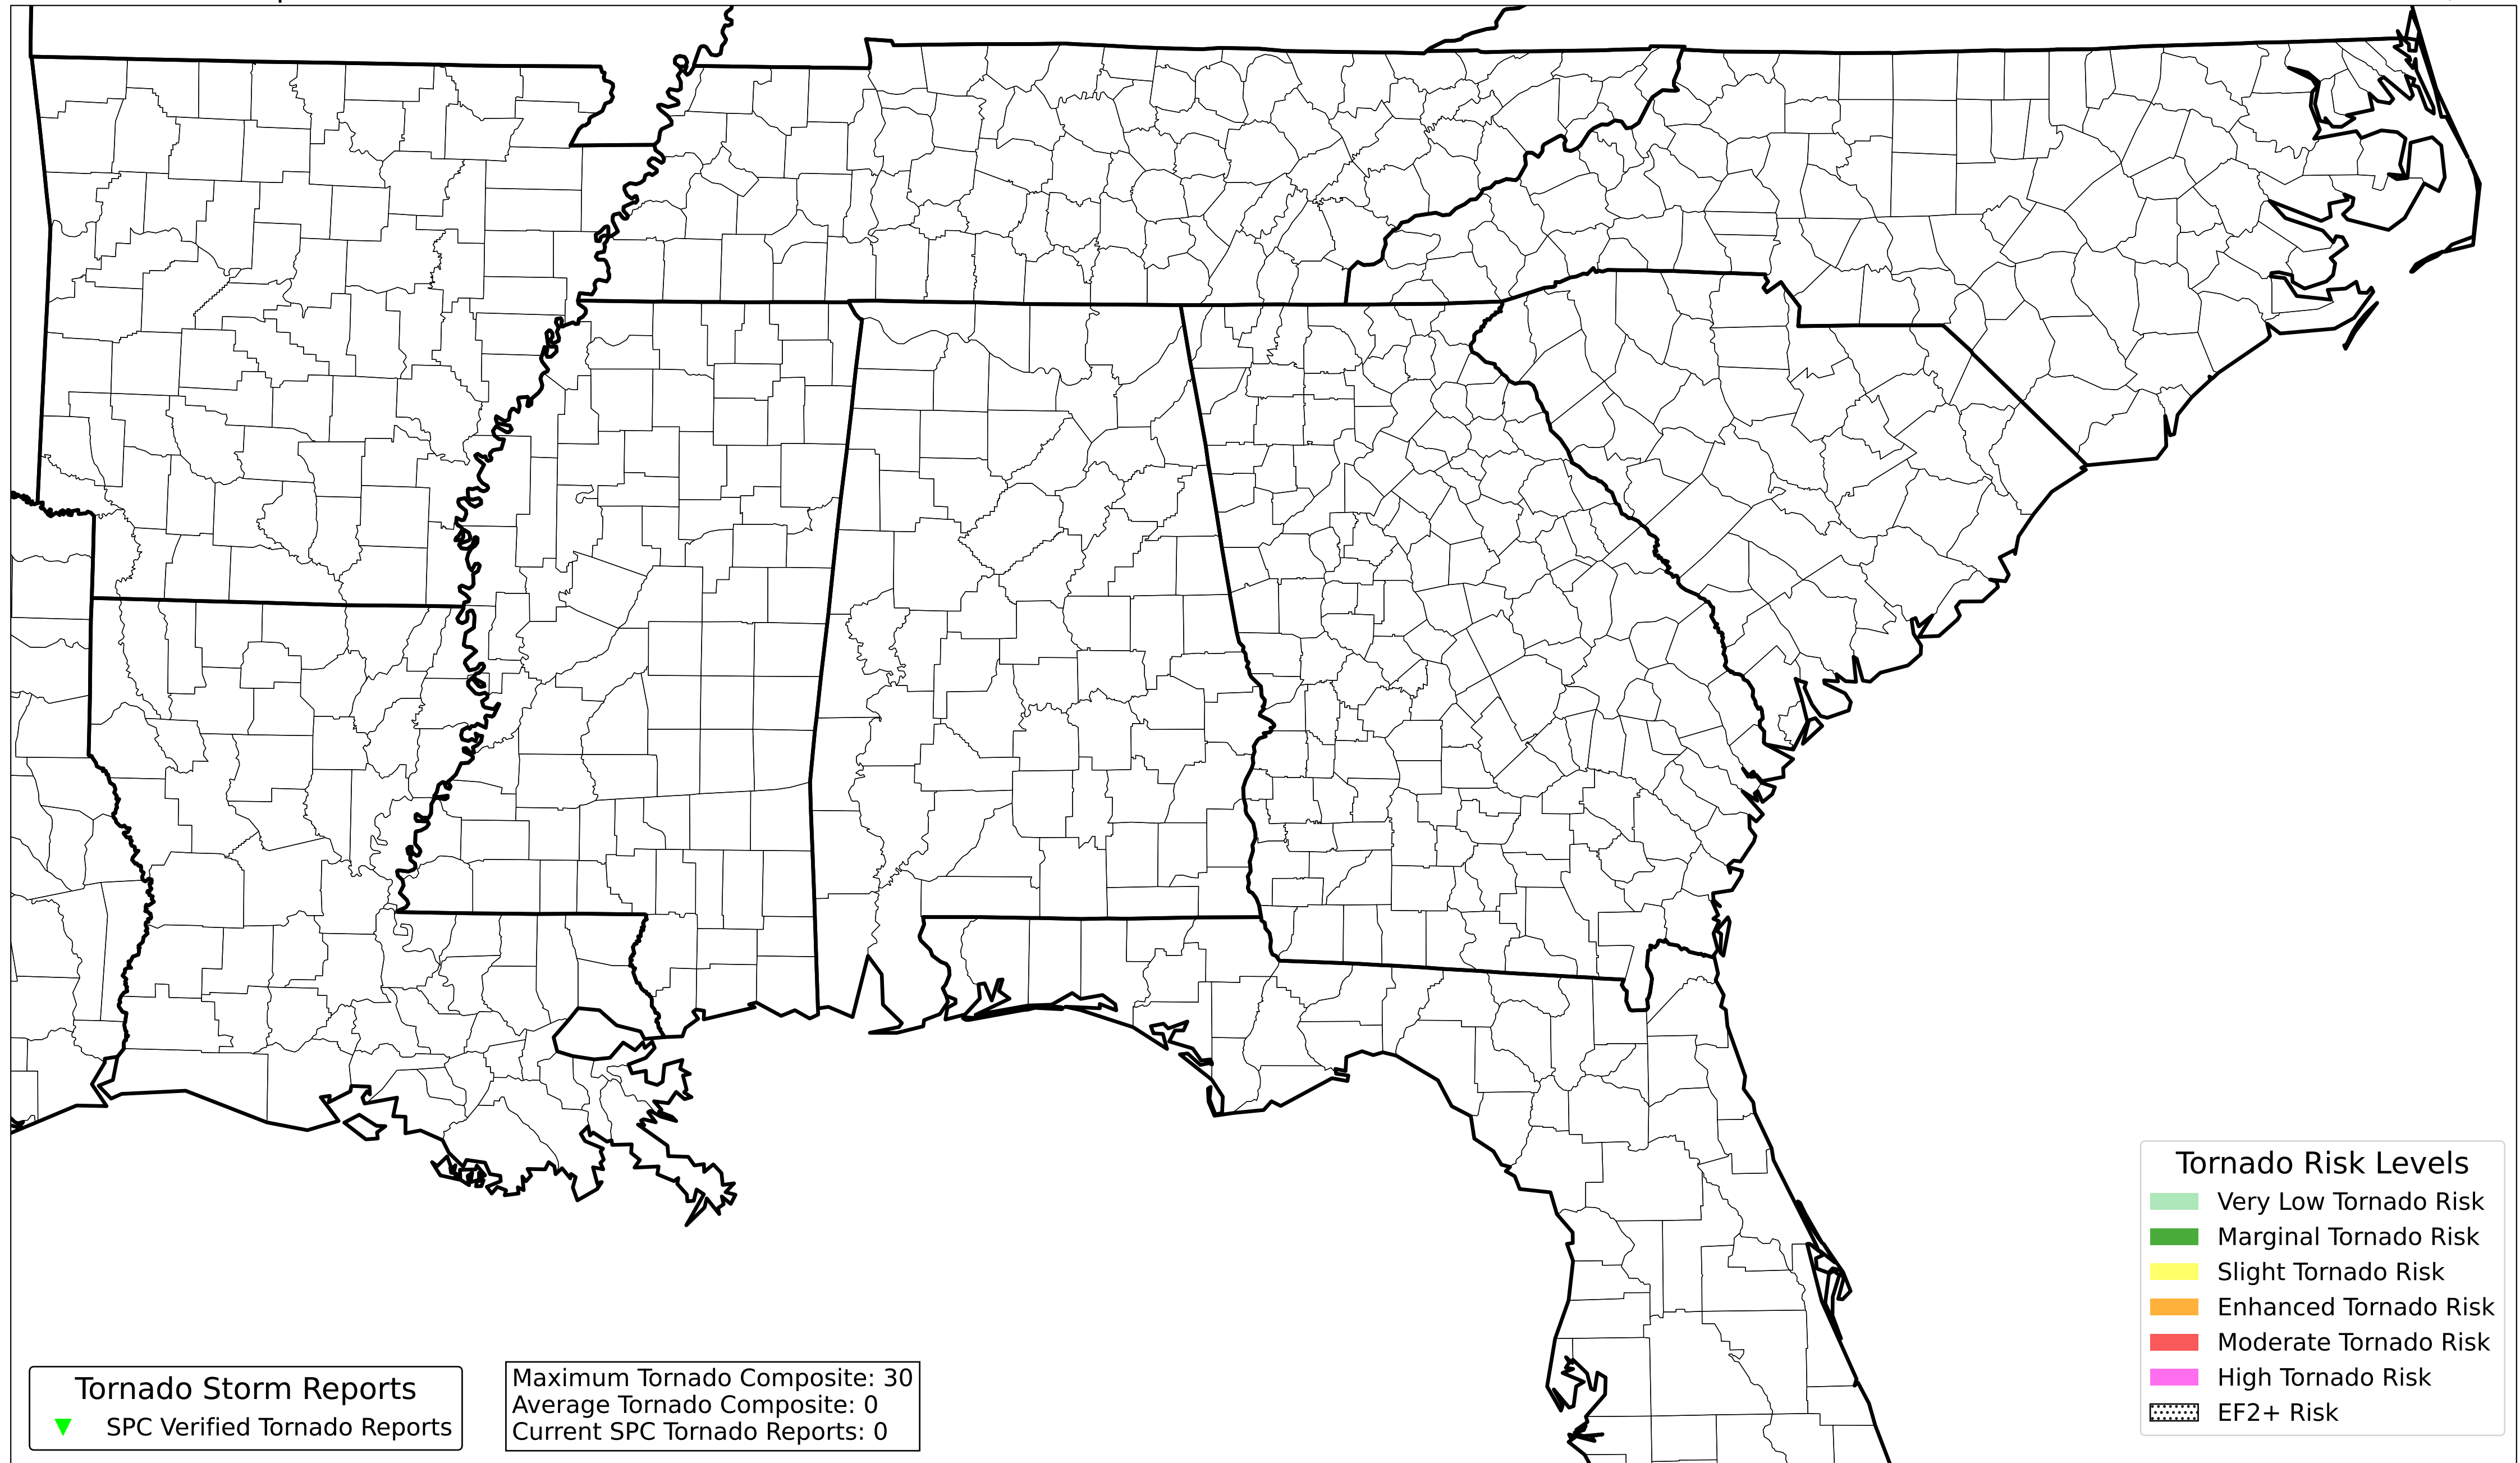 Tornado Risk Levels
Very Low Tornado Risk
Marginal Tornado Risk
Slight Tornado Risk
Enhanced Tornado Risk
Moderate Tornado Risk
High Tornado Risk
EF2+ Risk
Tornado Storm Reports
SPC Verified Tornado Reports
Maximum Tornado Composite: 30
Average Tornado Composite: 0
Current SPC Tornado Reports: 0